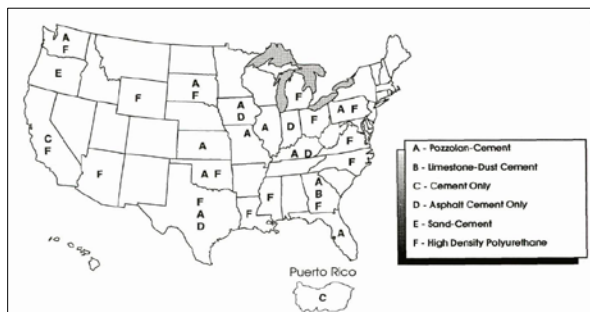 A
F
E
A
F
F
F
A
D
F
A F
C
F
A
A
A
D
F
F
A D
F
F
A F
F
A
D
F
F
A
B
F
A
Puerto Rico
C
A - Pozzolan-Cement
B - Limestone-Dust Cement
C - Cement Only
D - Asphalt Cement Only
E - Sand-Cement
F - High Density Polyurethane